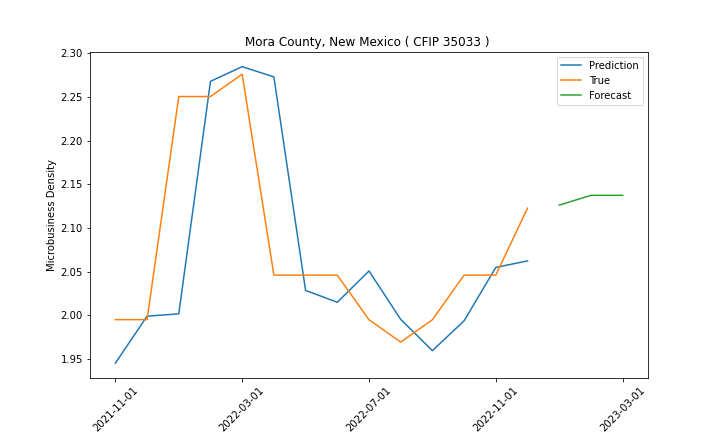 Mora County, New Mexico ( CFIP 35033 )
Prediction
True
Forecast
Microbusiness Density
2.30
2.25
2.20
2.15
2.10
2.05
2.00
1.95
2021-11-01
2022-03-01
2022-07-01
2022-11-01
2023-03-01